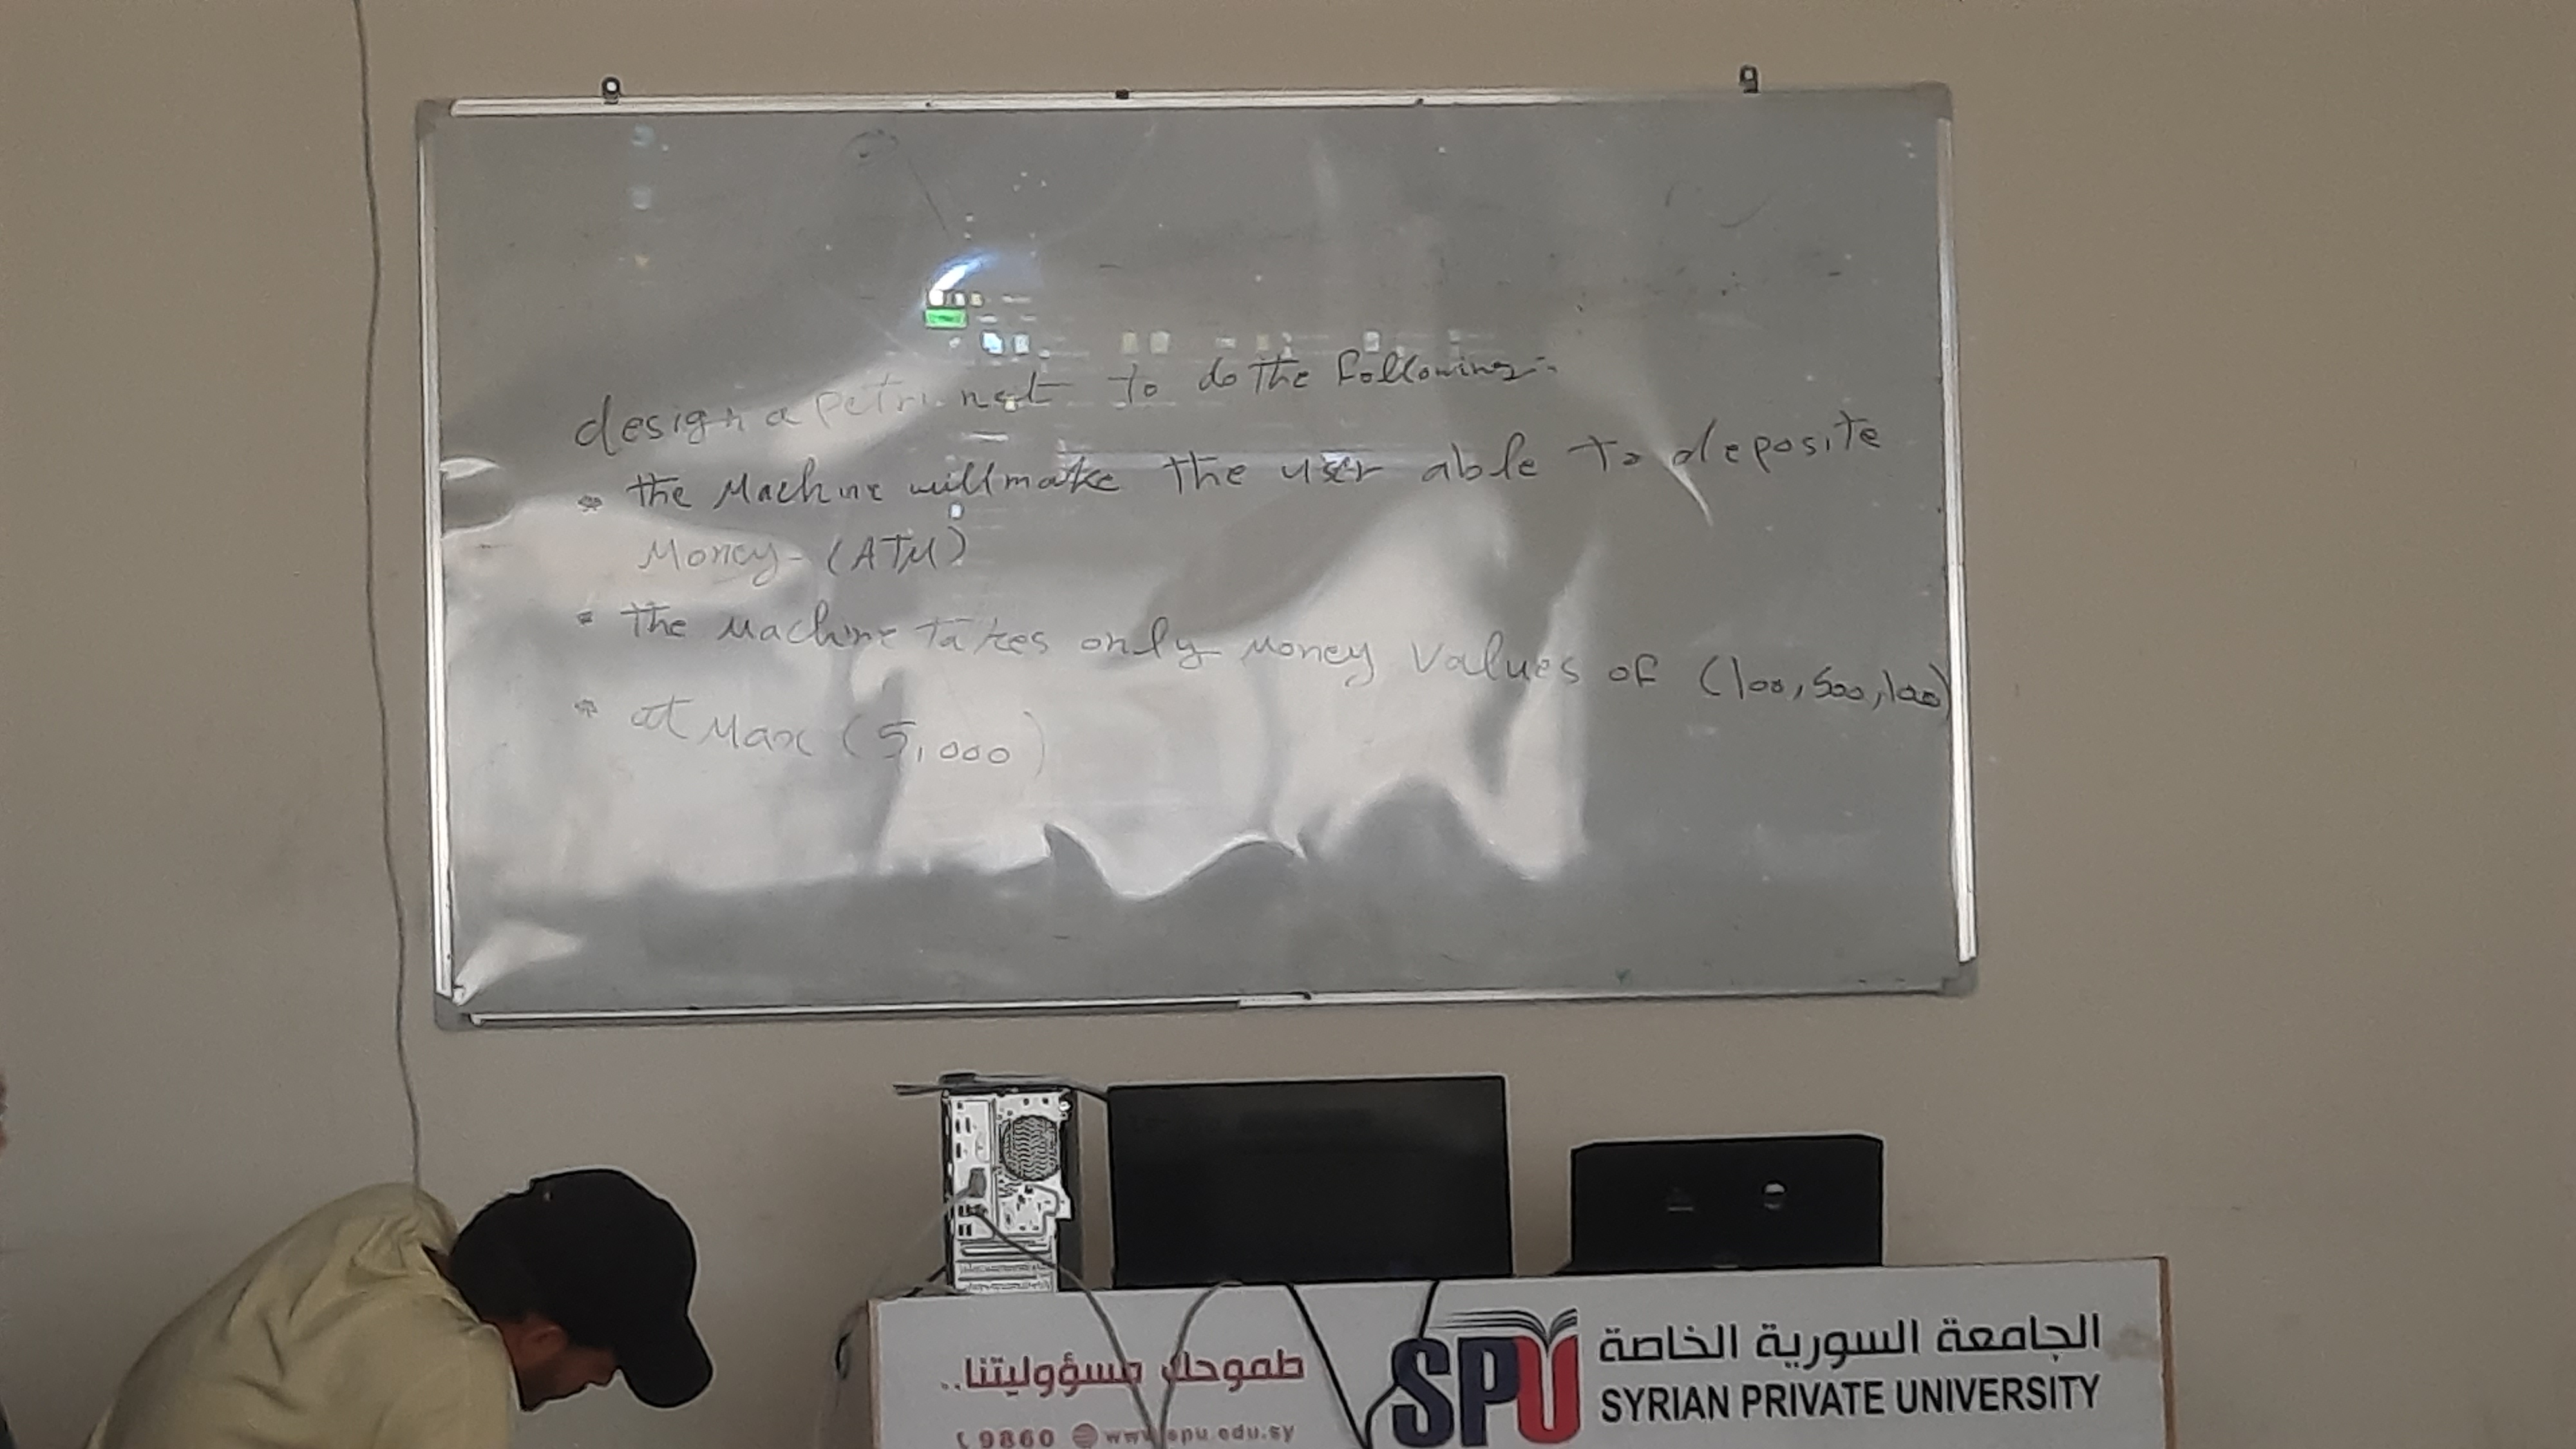 design a petri net to do the following:
* the Machine will make the user able to deposite
Money (ATM)
* the Machine takes only money values of (100, 500, 100)
* at Max (5,000)
طموحك مسؤوليتنا..
9860 www.spu.edu.sy
SPU
الجامعة السورية الخاصة
SYRIAN PRIVATE UNIVERSITY